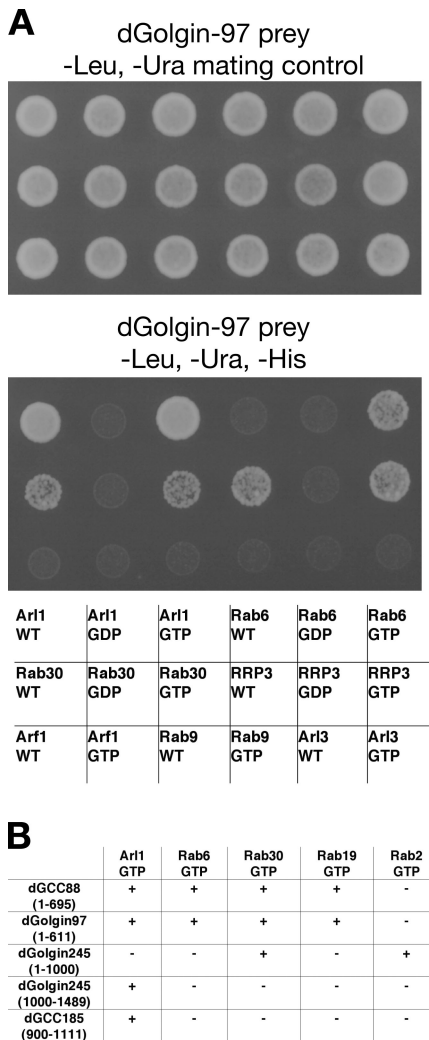 A
dGolgin-97 prey
-Leu, -Ura mating control
dGolgin-97 prey
-Leu, -Ura, -His
Arl1 WT Arl1 GDP Arl1 GTP Rab6 WT Rab6 GDP Rab6 GTP
Rab30 WT Rab30 GDP Rab30 GTP RRP3 WT RRP3 GDP RRP3 GTP
Arf1 WT Arf1 GTP Rab9 WT Rab9 GTP Arl3 WT Arl3 GTP
B
Arl1 GTP Rab6 GTP Rab30 GTP Rab19 GTP Rab2 GTP
dGCC88 (1-695) + + + + -
dGolgin97 (1-611) + + + + -
dGolgin245 (1-1000) - - + - +
dGolgin245 (1000-1489) + - - - -
dGCC185 (900-1111) + - - - -